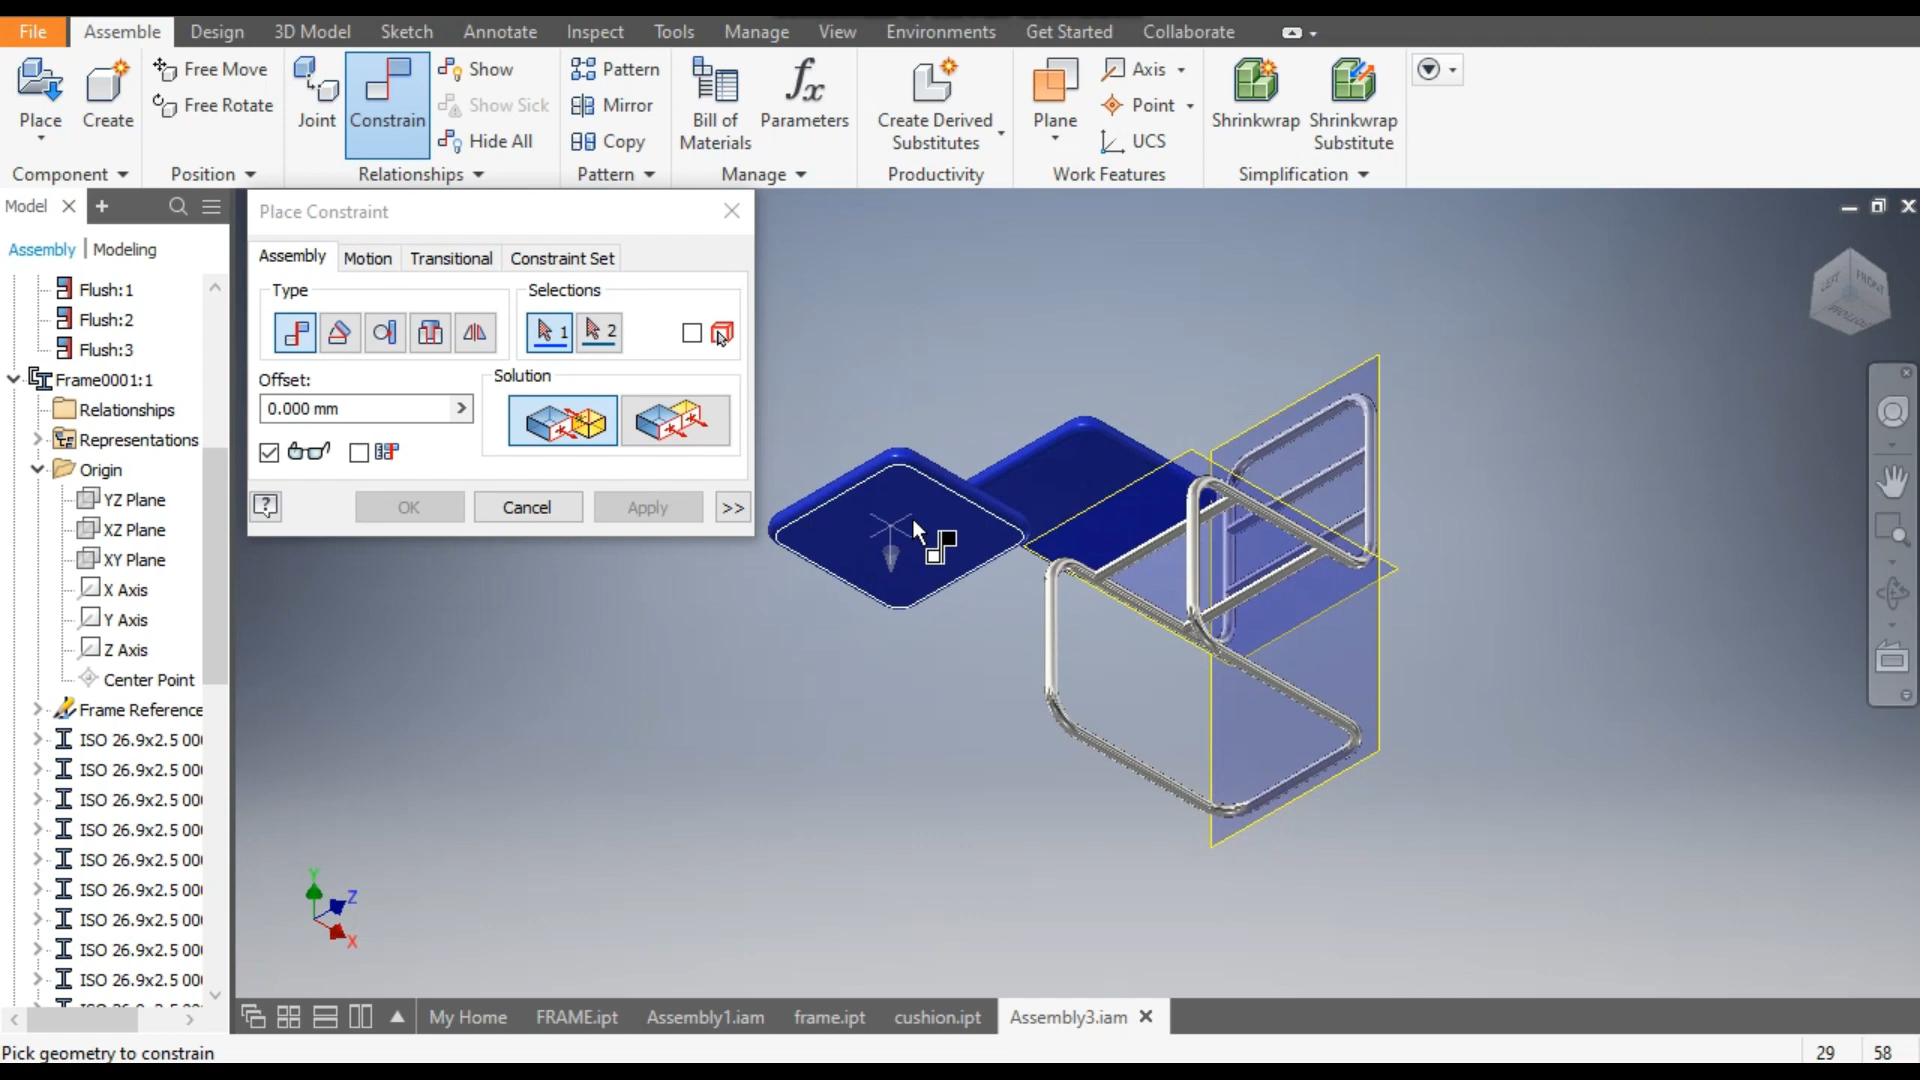 File Assemble Design 3D Model Sketch Annotate Inspect Tools Manage View Environments Get Started Collaborate
Place Create Free Move Free Rotate
Joint Constrain Show Show Sick Hide All
Pattern Mirror Copy
Bill of Materials Parameters
Create Derived Substitutes
Plane Axis Point UCS
Shrinkwrap Shrinkwrap Substitute
Component Position Relationships Pattern Manage Productivity Work Features Simplification
Model
Assembly Modeling
Flush:1
Flush:2
Flush:3
Frame0001:1
Relationships
Representations
Origin
YZ Plane
XZ Plane
XY Plane
X Axis
Y Axis
Z Axis
Center Point
Frame Reference
ISO 26.9x2.5 00
ISO 26.9x2.5 00
ISO 26.9x2.5 00
ISO 26.9x2.5 00
ISO 26.9x2.5 00
ISO 26.9x2.5 00
ISO 26.9x2.5 00
ISO 26.9x2.5 00
ISO 26.9x2.5 00
Place Constraint
Assembly Motion Transitional Constraint Set
Type
Selections
1 2
Offset:
0.000 mm
Solution
OK Cancel Apply >>
LEFT FRONT
Y
Z
X
My Home FRAME.ipt Assembly1.iam frame.ipt cushion.ipt Assembly3.iam
Pick geometry to constrain
29 58